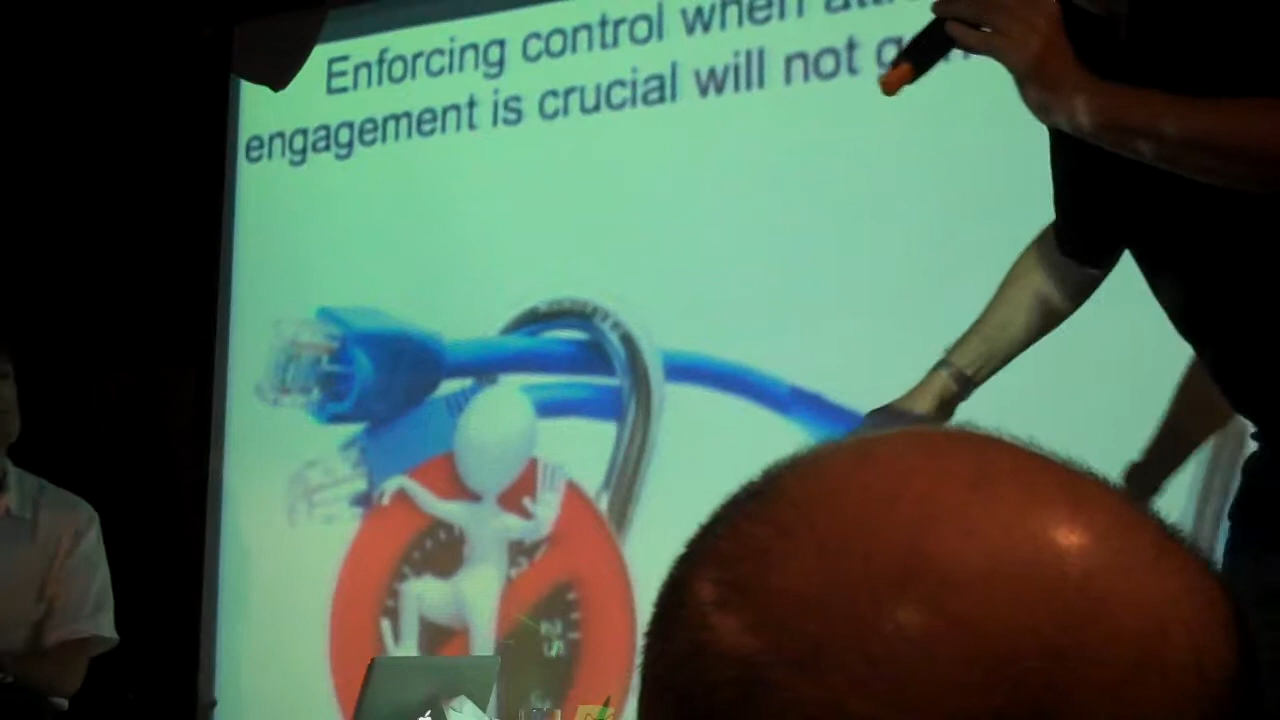 Enforcing control when
engagement is crucial will not